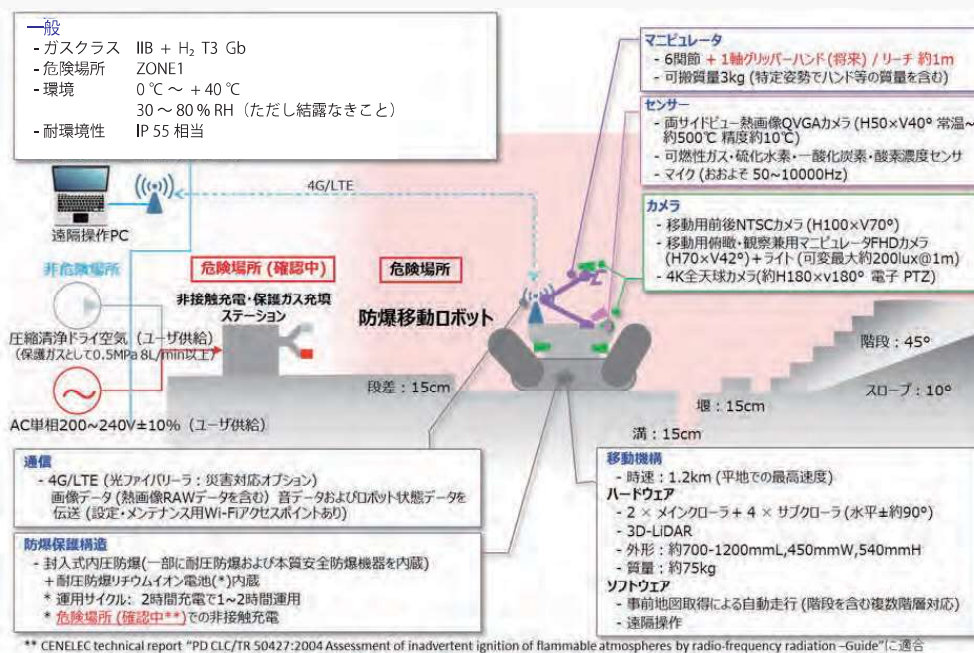 一般
- ガスクラス IIB + H₂ T3 Gb
- 危険場所 ZONE1
- 環境 0 ℃ ～ + 40 ℃
30 ～ 80 % RH（ただし結露なきこと）
- 耐環境性 IP 55 相当
マニピュレータ
- 6関節 + 1軸グリッパーハンド(将来) / リーチ 約1m
- 可搬質量3kg (特定姿勢でハンド等の質量を含む)
センサー
- 両サイドビュー熱画像QVGAカメラ (H50×V40° 常温~
約500℃ 精度約10℃)
- 可燃性ガス・硫化水素・一酸化炭素・酸素濃度センサ
- マイク (おおよそ 50~10000Hz)
カメラ
- 移動用前後NTSCカメラ (H100×V70°)
- 移動用俯瞰・観察兼用マニピュレータFHDカメラ
(H70×V42°)＋ライト (可変最大約200lux@1m)
- 4K全天球カメラ(約H180×v180° 電子 PTZ)
4G/LTE
遠隔操作PC
非危険場所
危険場所 (確認中)
危険場所
非接触充電・保護ガス充填
ステーション
防爆移動ロボット
圧縮清浄ドライ空気 (ユーザ供給)
(保護ガスとして0.5MPa 8L/min以上)
AC単相200~240V±10% (ユーザ供給)
段差：15cm
階段：45°
スロープ：10°
堰：15cm
溝：15cm
通信
- 4G/LTE (光ファイバリーラ：災害対応オプション)
画像データ (熱画像RAWデータを含む) 音データおよびロボット状態データを
伝送 (設定・メンテナンス用Wi-Fiアクセスポイントあり)
防爆保護構造
- 封入式内圧防爆(一部に耐圧防爆および本質安全防爆機器を内蔵)
＋耐圧防爆リチウムイオン電池(*)内蔵
* 運用サイクル： 2時間充電で1~2時間運用
* 危険場所 (確認中**)での非接触充電
移動機構
- 時速：1.2km (平地での最高速度)
ハードウェア
- 2 × メインクローラ＋ 4 × サブクローラ (水平±約90°)
- 3D-LiDAR
- 外形：約700-1200mmL,450mmW,540mmH
- 質量：約75kg
ソフトウェア
- 事前地図取得による自動走行 (階段を含む複数階層対応)
- 遠隔操作
** CENELEC technical report "PD CLC/TR 50427:2004 Assessment of inadvertent ignition of flammable atmospheres by radio-frequency radiation –Guide"に適合